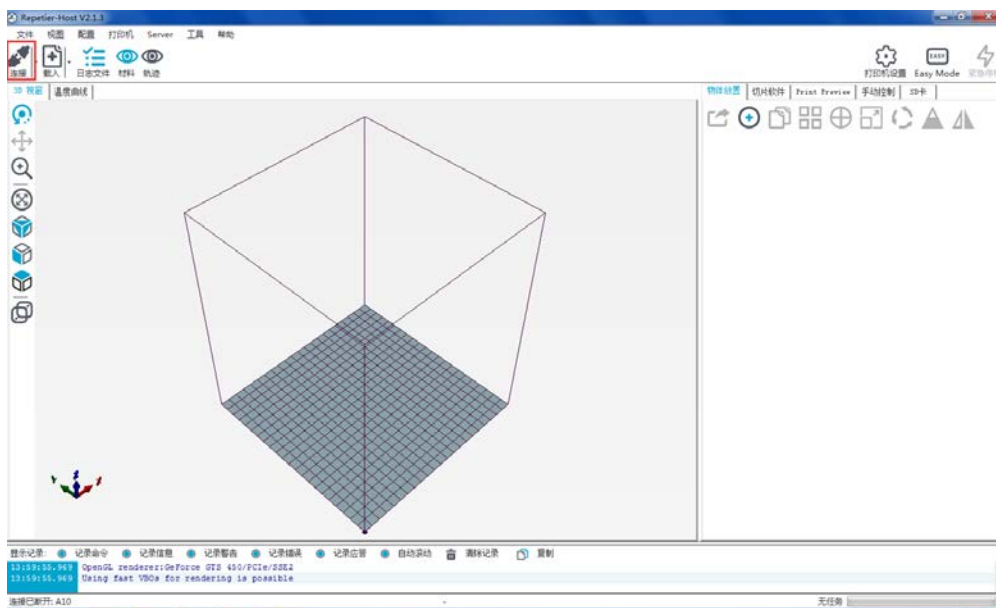 Repetier-Host V2.1.3
文件 视图 配置 打印机 Server 工具 帮助
连接 载入 日志文件 材料 轨迹 打印机设置 Easy Mode
EASY
3D 视窗 温度曲线 物体放置 切片软件 Print Preview 手动控制 SD卡
显示记录: 记录命令 记录信息 记录警告 记录错误 记录应答 自动滚动 清除记录 复制
13:59:55.969 OpenGL renderer:GeForce GTS 450/PCIe/SSE2
13:59:55.969 Using fast VBOs for rendering is possible
连接已断开: A10 - 无任务